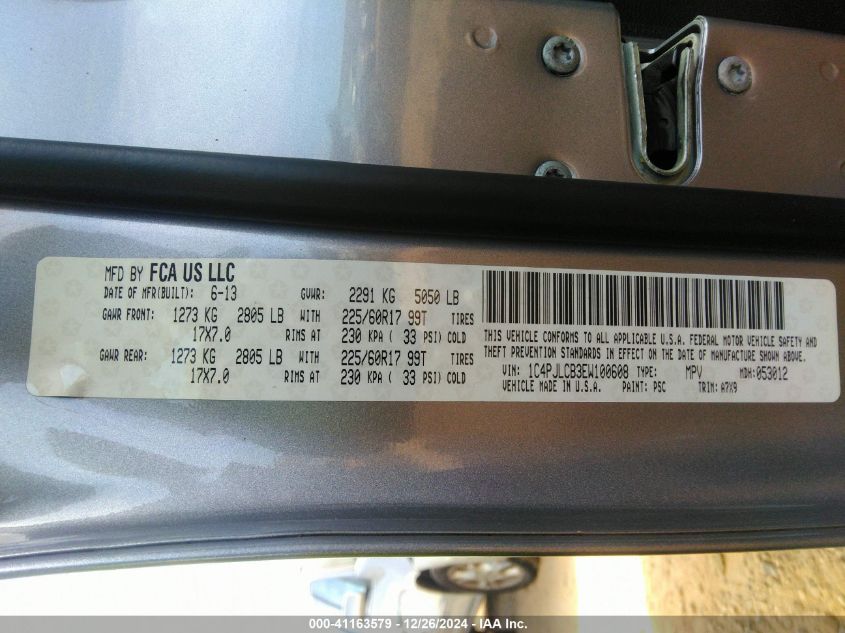 MFD BY FCA US LLC
DATE OF MFR(BUILT): 6-13 GVWR: 2291 KG 5050 LB
GAWR FRONT: 1273 KG 2805 LB WITH 225/60R17 99T TIRES
17X7.0 RIMS AT 230 KPA ( 33 PSI) COLD
GAWR REAR: 1273 KG 2805 LB WITH 225/60R17 99T TIRES
17X7.0 RIMS AT 230 KPA ( 33 PSI) COLD
THIS VEHICLE CONFORMS TO ALL APPLICABLE U.S.A. FEDERAL MOTOR VEHICLE SAFETY AND
THEFT PREVENTION STANDARDS IN EFFECT ON THE DATE OF MANUFACTURE SHOWN ABOVE.
VIN: 1C4PJLCB3EW100608 TYPE: MPV MDH: 053012
VEHICLE MADE IN U.S.A. PAINT: PSC TRIM: A7X9
000-41163579 - 12/26/2024 - IAA Inc.